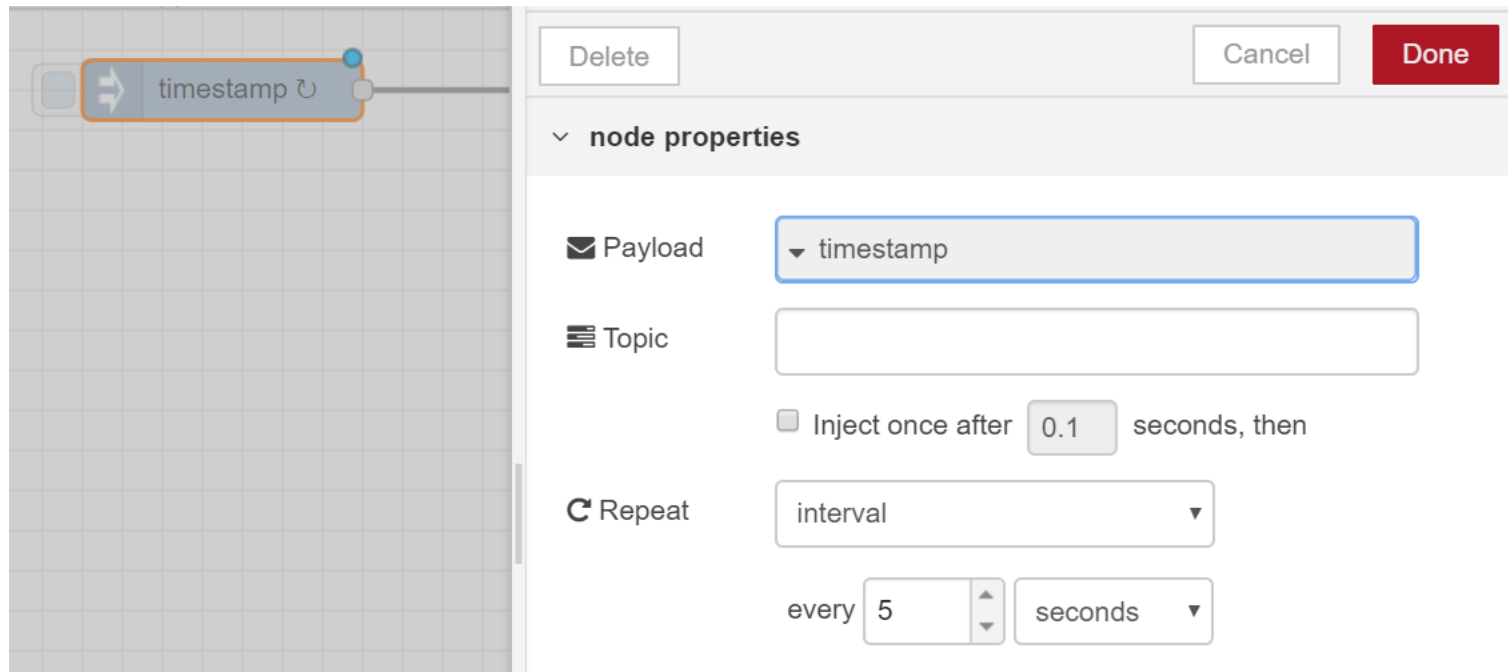 timestamp ↻
Delete
Cancel
Done
node properties
Payload
timestamp
Topic
Inject once after 0.1 seconds, then
Repeat
interval
every 5 seconds